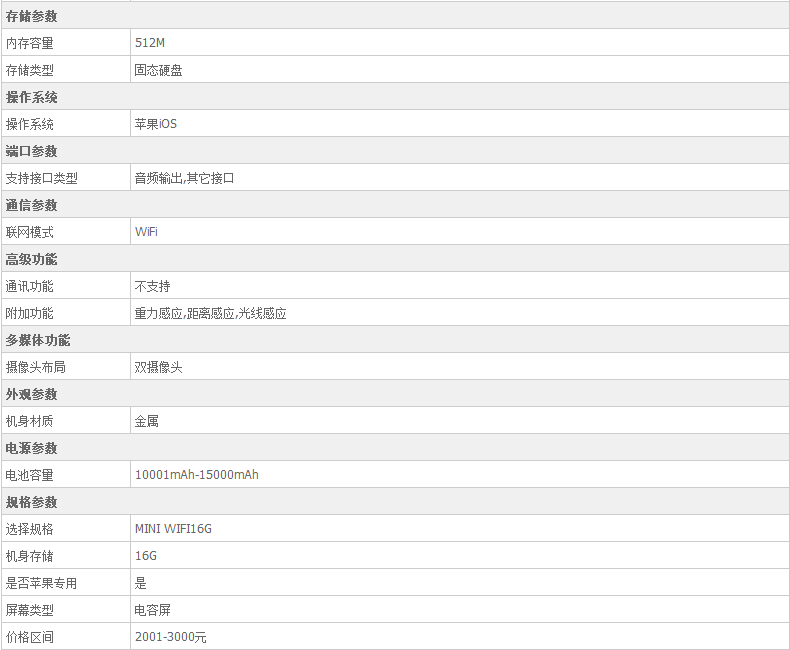 存储参数
内存容量 512M
存储类型 固态硬盘
操作系统
操作系统 苹果iOS
端口参数
支持接口类型 音频输出,其它接口
通信参数
联网模式 WiFi
高级功能
通讯功能 不支持
附加功能 重力感应,距离感应,光线感应
多媒体功能
摄像头布局 双摄像头
外观参数
机身材质 金属
电源参数
电池容量 10001mAh-15000mAh
规格参数
选择规格 MINI WIFI16G
机身存储 16G
是否苹果专用 是
屏幕类型 电容屏
价格区间 2001-3000元